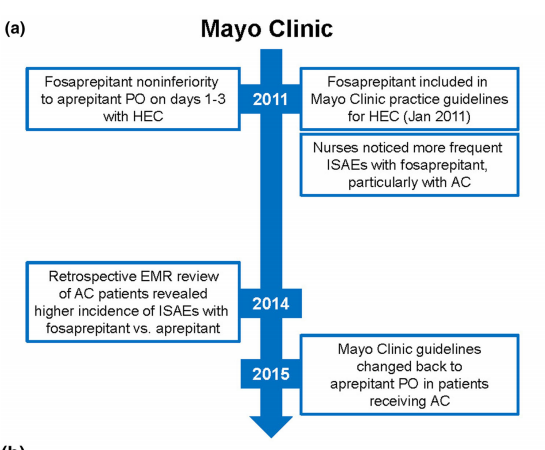 (a)
Mayo Clinic
Fosaprepitant noninferiority
to aprepitant PO on days 1-3
with HEC
2011
Fosaprepitant included in
Mayo Clinic practice guidelines
for HEC (Jan 2011)
Nurses noticed more frequent
ISAEs with fosaprepitant,
particularly with AC
Retrospective EMR review
of AC patients revealed
higher incidence of ISAEs with
fosaprepitant vs. aprepitant
2014
2015
Mayo Clinic guidelines
changed back to
aprepitant PO in patients
receiving AC